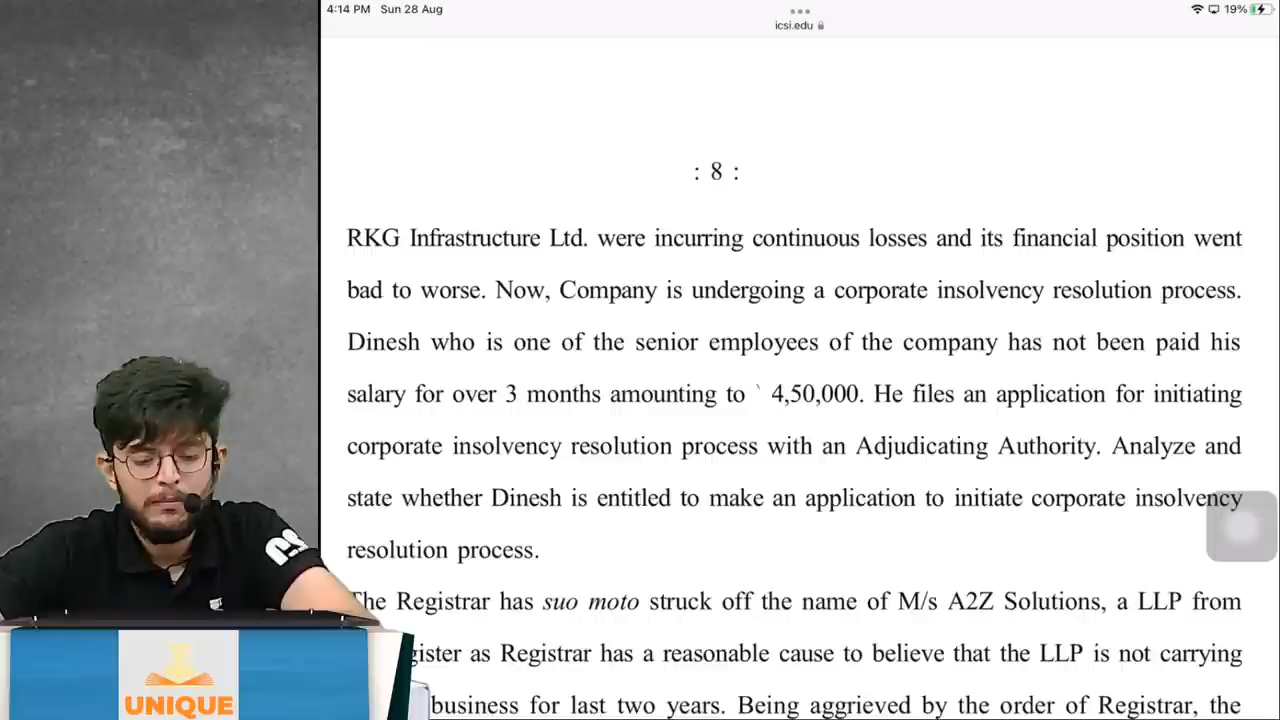 4:14 PM Sun 28 Aug
19%
icsi.edu
: 8 :
RKG Infrastructure Ltd. were incurring continuous losses and its financial position went
bad to worse. Now, Company is undergoing a corporate insolvency resolution process.
Dinesh who is one of the senior employees of the company has not been paid his
salary for over 3 months amounting to ` 4,50,000. He files an application for initiating
corporate insolvency resolution process with an Adjudicating Authority. Analyze and
state whether Dinesh is entitled to make an application to initiate corporate insolvency
resolution process.
The Registrar has suo moto struck off the name of M/s A2Z Solutions, a LLP from
gister as Registrar has a reasonable cause to believe that the LLP is not carrying
business for last two years. Being aggrieved by the order of Registrar, the
CS
UNIQUE